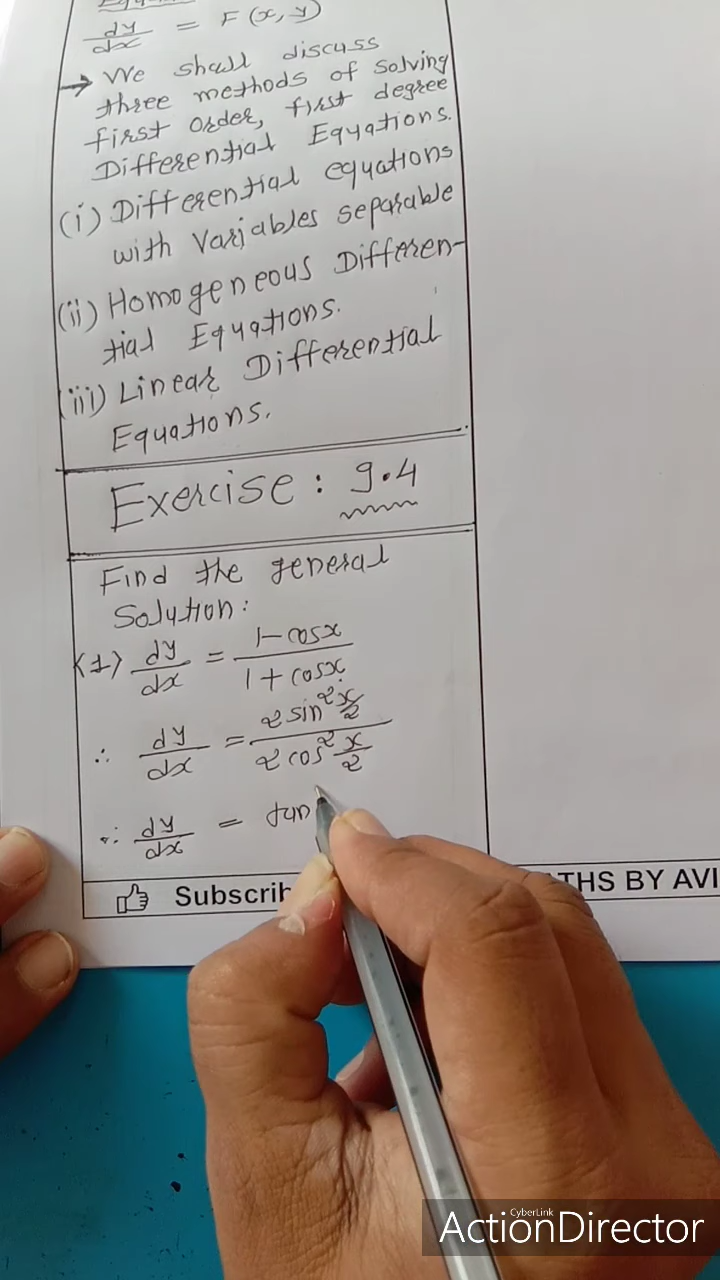 dy/dx = F(x, y)
→ We shall discuss
three methods of solving
first order, first degree
Differential Equations.
(i) Differential equations
with Variables separable
(ii) Homogeneous Differen-
tial Equations.
(iii) Linear Differential
Equations.
Exercise : 9.4
Find the general
Solution:
(1) dy/dx = 1-cosx/1+cosx
∴ dy/dx = 2 sin² x/2 / 2 cos² x/2
∴ dy/dx = tan
Subscrib
THS BY AVI
CyberLink
ActionDirector